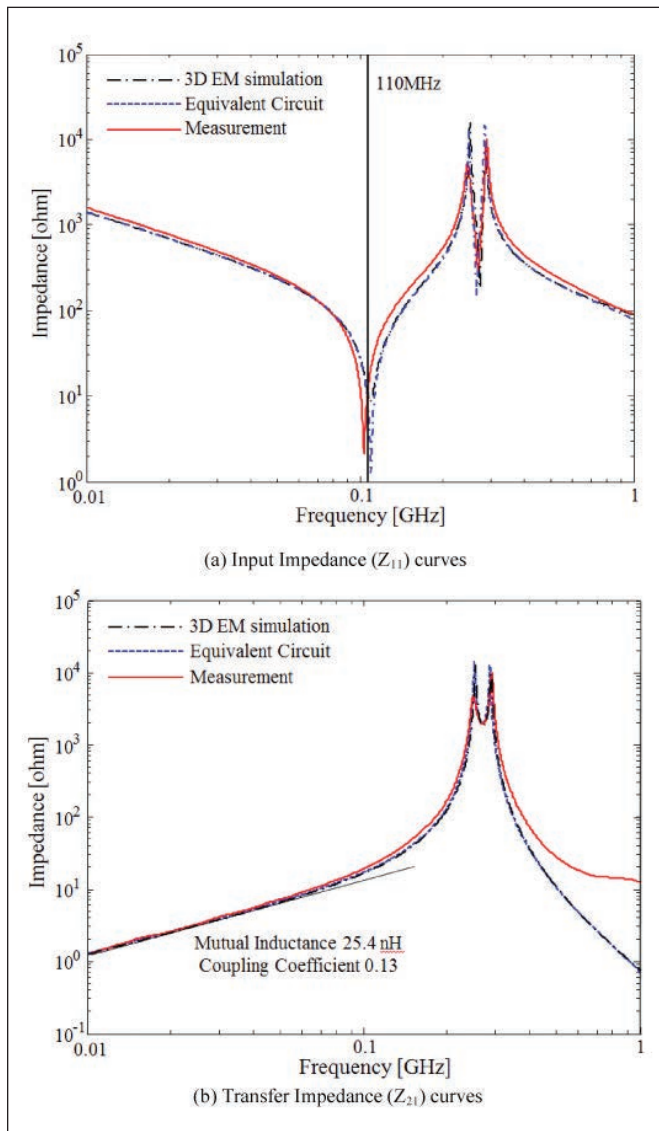 10^5
10^4
10^3
10^2
10^1
10^0
Impedance [ohm]
3D EM simulation
Equivalent Circuit
Measurement
110MHz
0.01
0.1
1
Frequency [GHz]
(a) Input Impedance (Z₁₁) curves
10^5
10^4
10^3
10^2
10^1
10^0
10^-1
Impedance [ohm]
3D EM simulation
Equivalent Circuit
Measurement
Mutual Inductance 25.4 nH
Coupling Coefficient 0.13
0.01
0.1
1
Frequency [GHz]
(b) Transfer Impedance (Z₂₁) curves